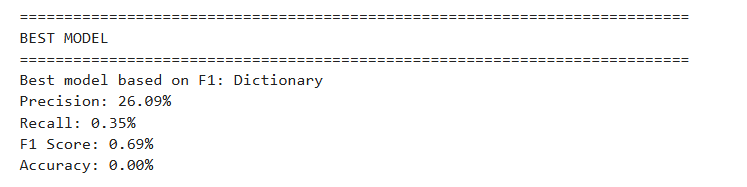 ===========================================================================
BEST MODEL
===========================================================================
Best model based on F1: Dictionary
Precision: 26.09%
Recall: 0.35%
F1 Score: 0.69%
Accuracy: 0.00%